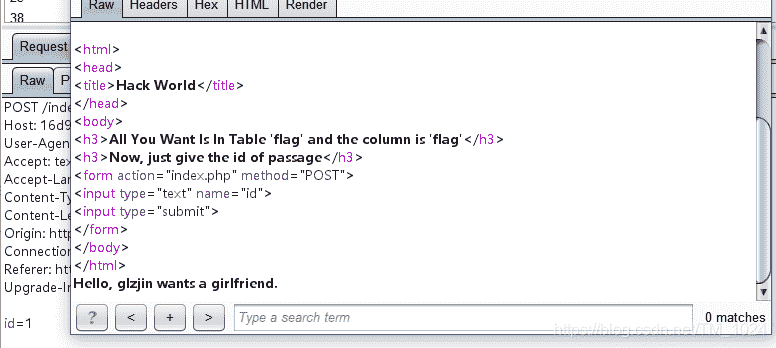 38
Raw Headers Hex HTML Render
<html>
<head>
<title>Hack World</title>
</head>
<body>
<h3>All You Want Is In Table 'flag' and the column is 'flag'</h3>
<h3>Now, just give the id of passage</h3>
<form action="index.php" method="POST">
<input type="text" name="id">
<input type="submit">
</form>
</body>
</html>
Hello, glzjin wants a girlfriend.
? < + > Type a search term 0 matches
Request
Raw P
POST /inde
Host: 16d9
User-Agen
Accept: tex
Accept-Lan
Content-Ty
Content-Le
Origin: http
Connection
Referer: htt
Upgrade-In
id=1
https://blog.csdn.net/TM_1024